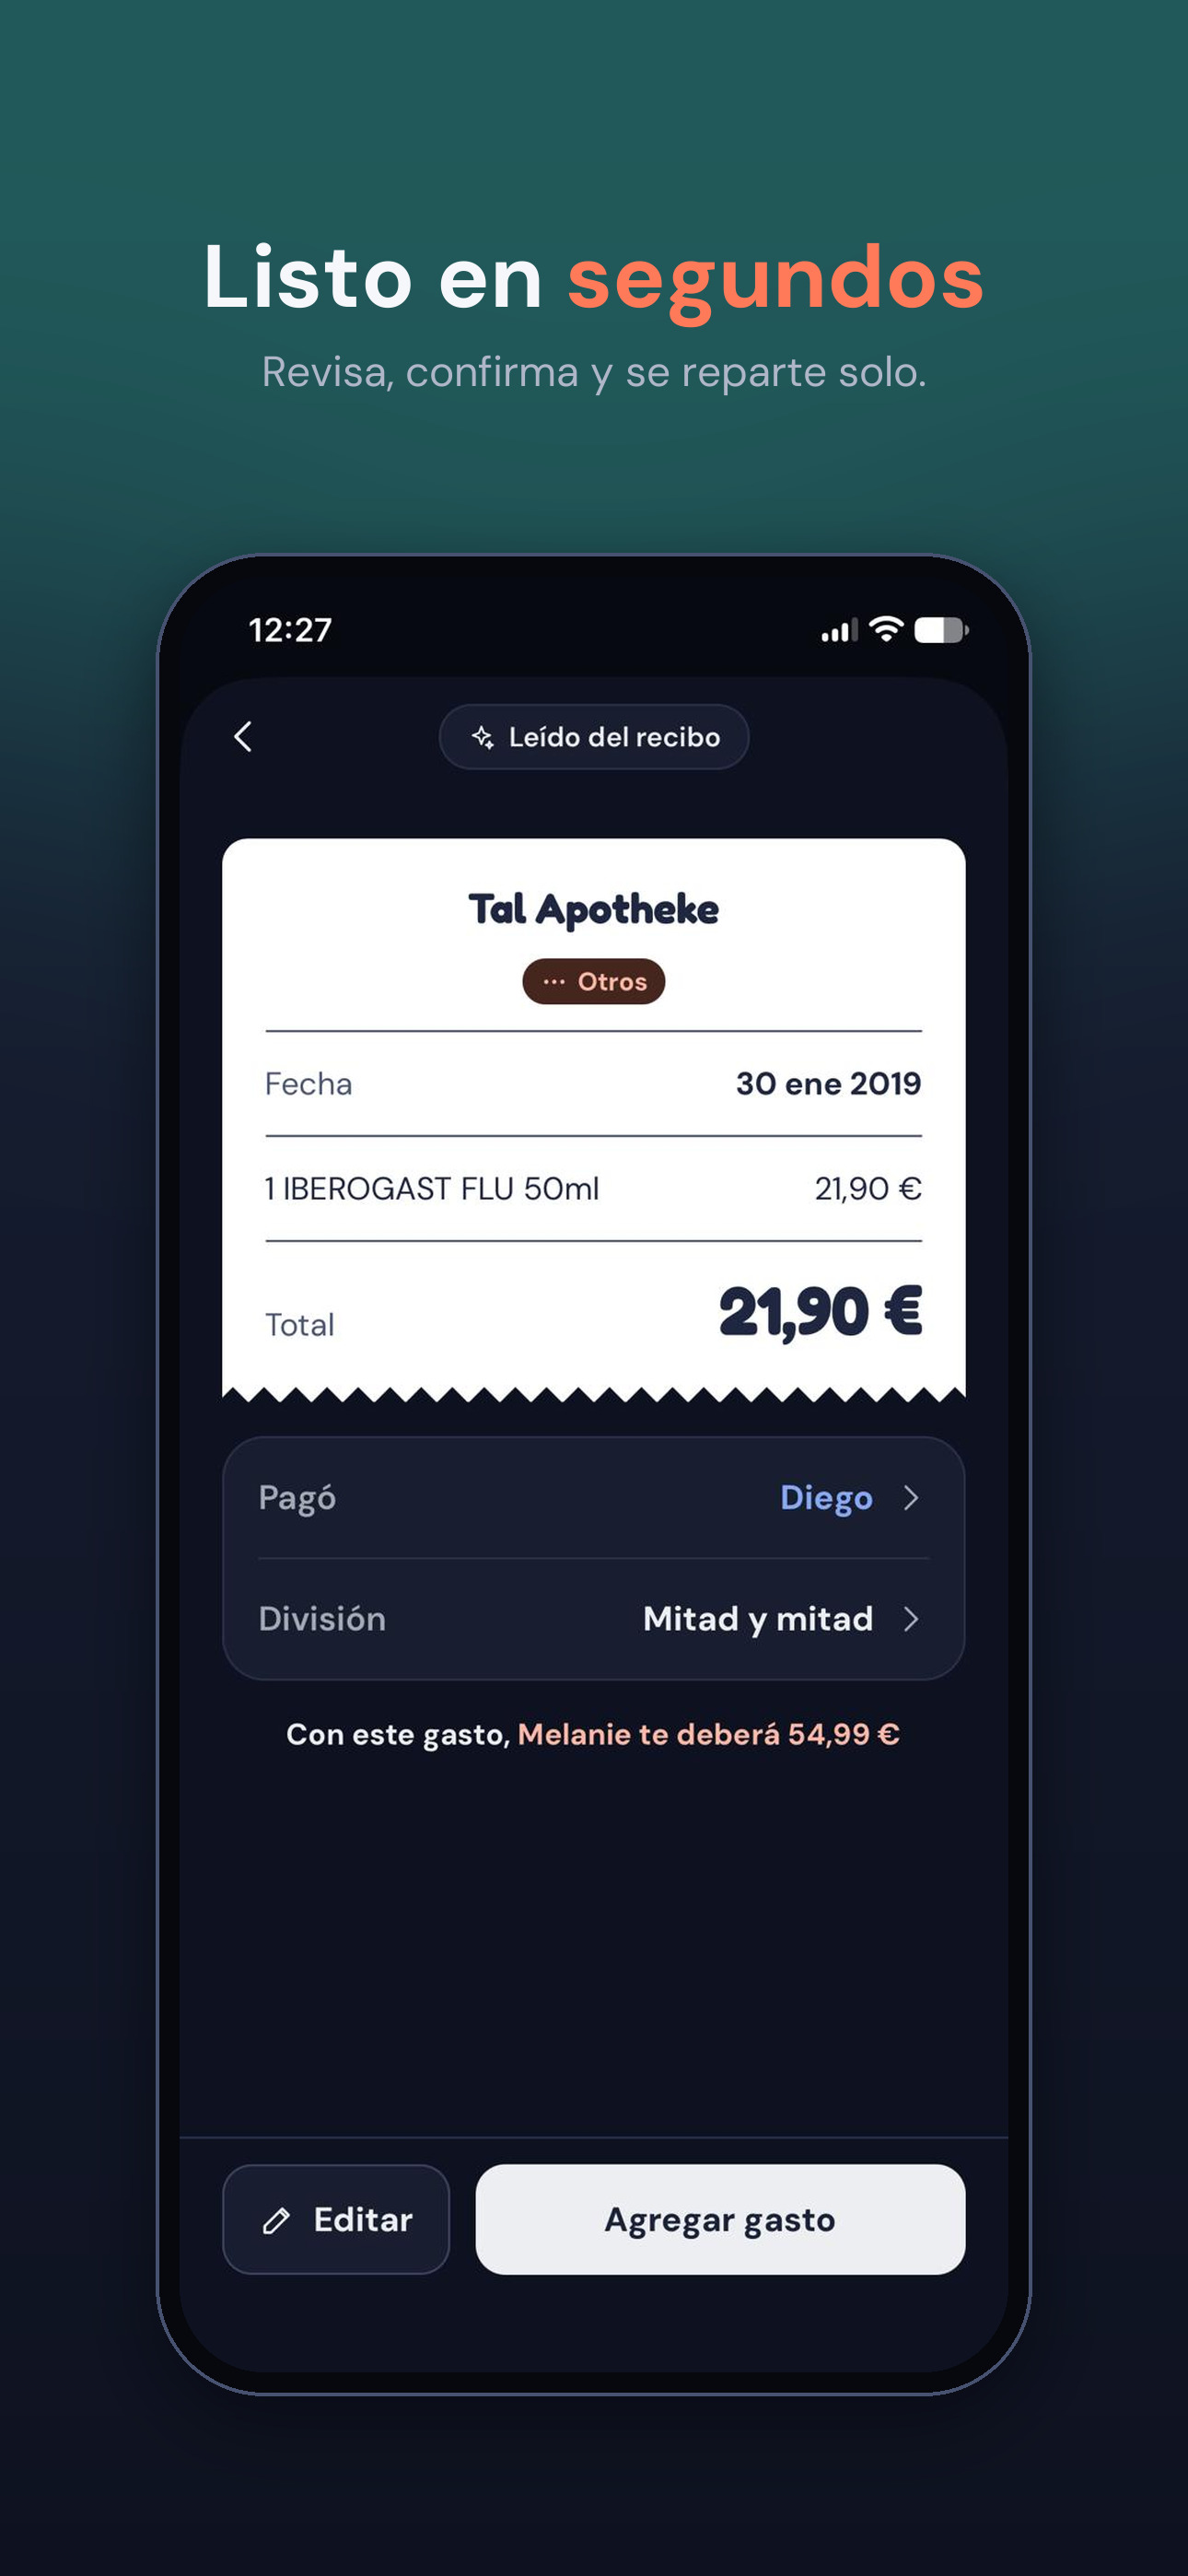 Listo en segundos
Revisa, confirma y se reparte solo.
12:27
Leído del recibo
Tal Apotheke
··· Otros
Fecha 30 ene 2019
1 IBEROGAST FLU 50ml 21,90 €
Total 21,90 €
Pagó Diego
División Mitad y mitad
Con este gasto, Melanie te deberá 54,99 €
Editar Agregar gasto